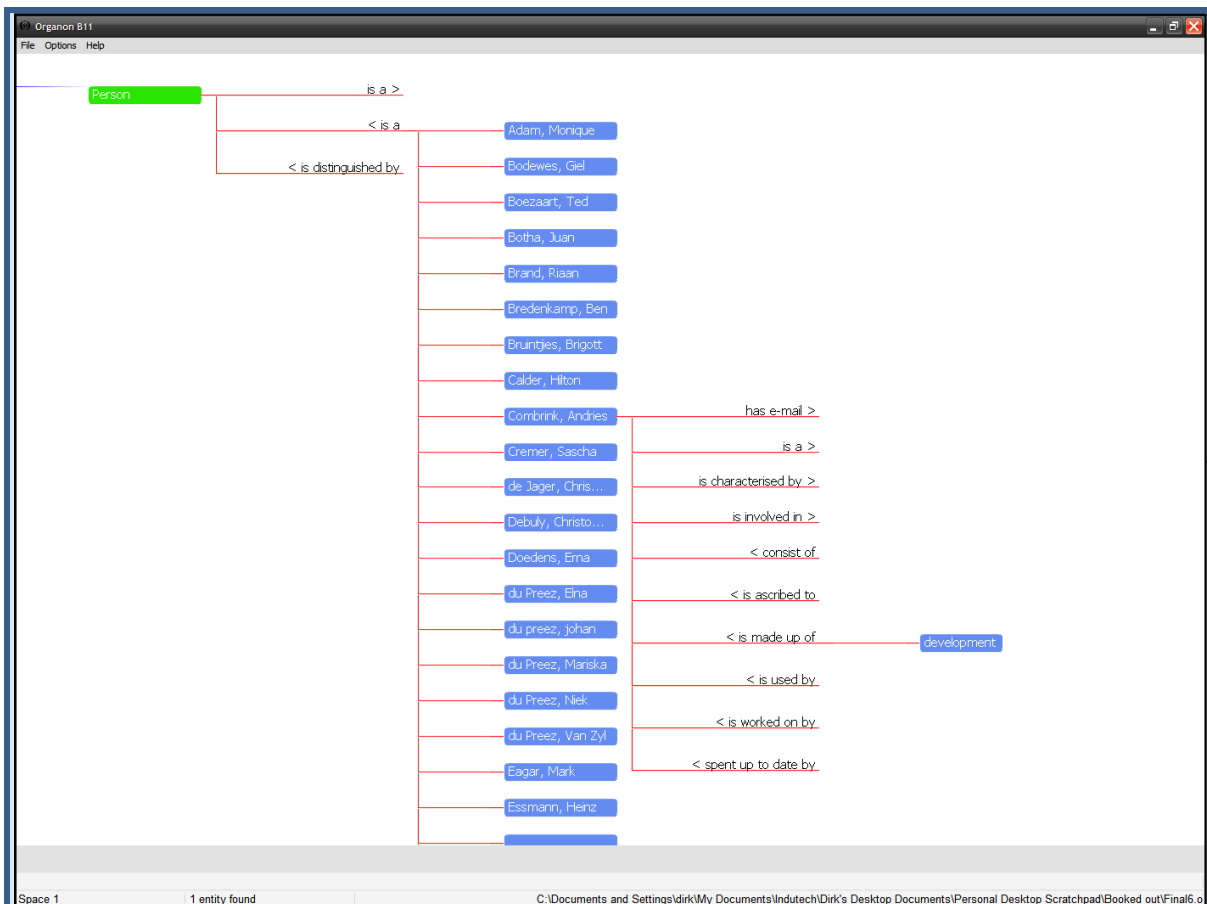 Organon B11
File Options Help
Person
is a >
< is a
< is distinguished by
Adam, Monique
Bodewes, Giel
Boezaart, Ted
Botha, Juan
Brand, Riaan
Bredenkamp, Ben
Bruintjies, Brigott
Calder, Hilton
Combrink, Andries
Cremer, Sascha
de Jager, Chris...
Debuly, Christo...
Doedens, Erna
du Preez, Elna
du preez, johan
du Preez, Mariska
du Preez, Niek
du Preez, Van Zyl
Eagar, Mark
Essmann, Heinz
has e-mail >
is a >
is characterised by >
is involved in >
< consist of
< is ascribed to
< is made up of
development
< is used by
< is worked on by
< spent up to date by
Space 1
1 entity found
C:\Documents and Settings\dirk\My Documents\Indutech\Dirk's Desktop Documents\Personal Desktop Scratchpad\Booked out\Final6.o